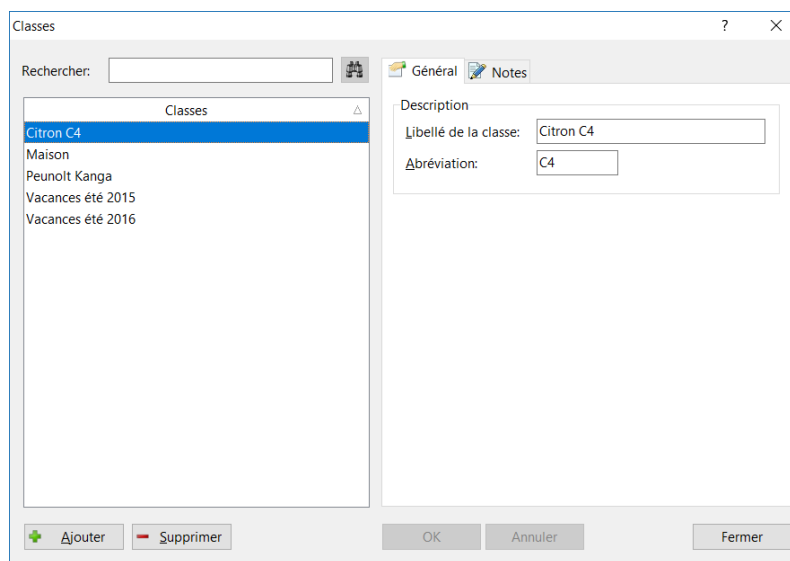 Classes
?
Rechercher:
Classes
Citron C4
Maison
Peunolt Kanga
Vacances été 2015
Vacances été 2016
Ajouter
Supprimer
Général
Notes
Description
Libellé de la classe:
Citron C4
Abréviation:
C4
OK
Annuler
Fermer